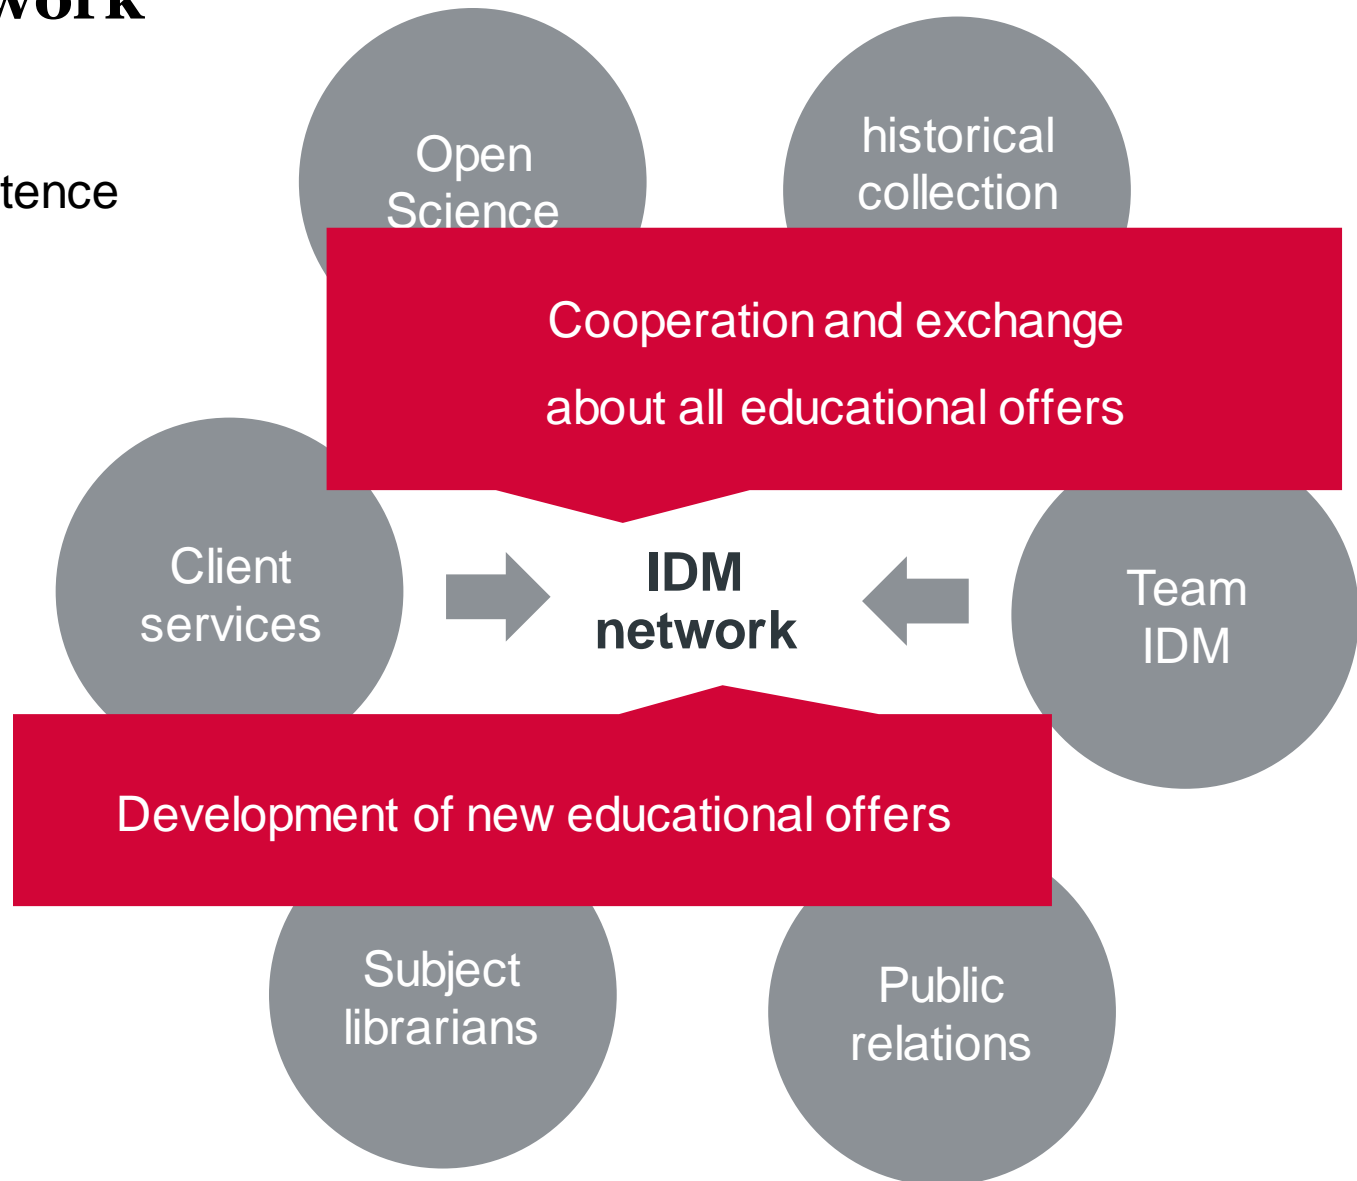 work
tence
Open
Science
historical
collection
Cooperation and exchange
about all educational offers
Client
services
IDM
network
Team
IDM
Development of new educational offers
Subject
librarians
Public
relations